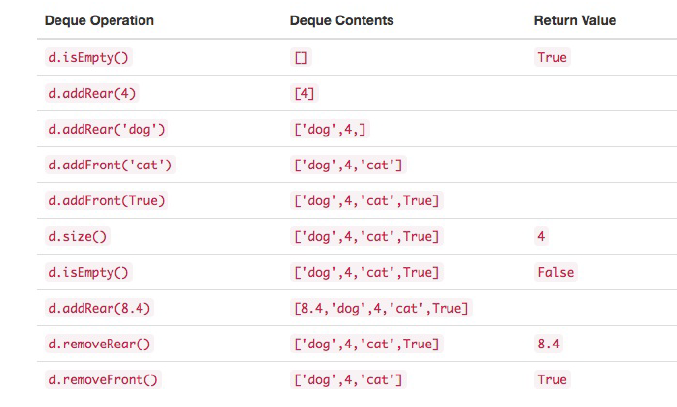 Deque Operation Deque Contents Return Value
d.isEmpty() [] True
d.addRear(4) [4]
d.addRear('dog') ['dog',4,]
d.addFront('cat') ['dog',4,'cat']
d.addFront(True) ['dog',4,'cat',True]
d.size() ['dog',4,'cat',True] 4
d.isEmpty() ['dog',4,'cat',True] False
d.addRear(8.4) [8.4,'dog',4,'cat',True]
d.removeRear() ['dog',4,'cat',True] 8.4
d.removeFront() ['dog',4,'cat'] True